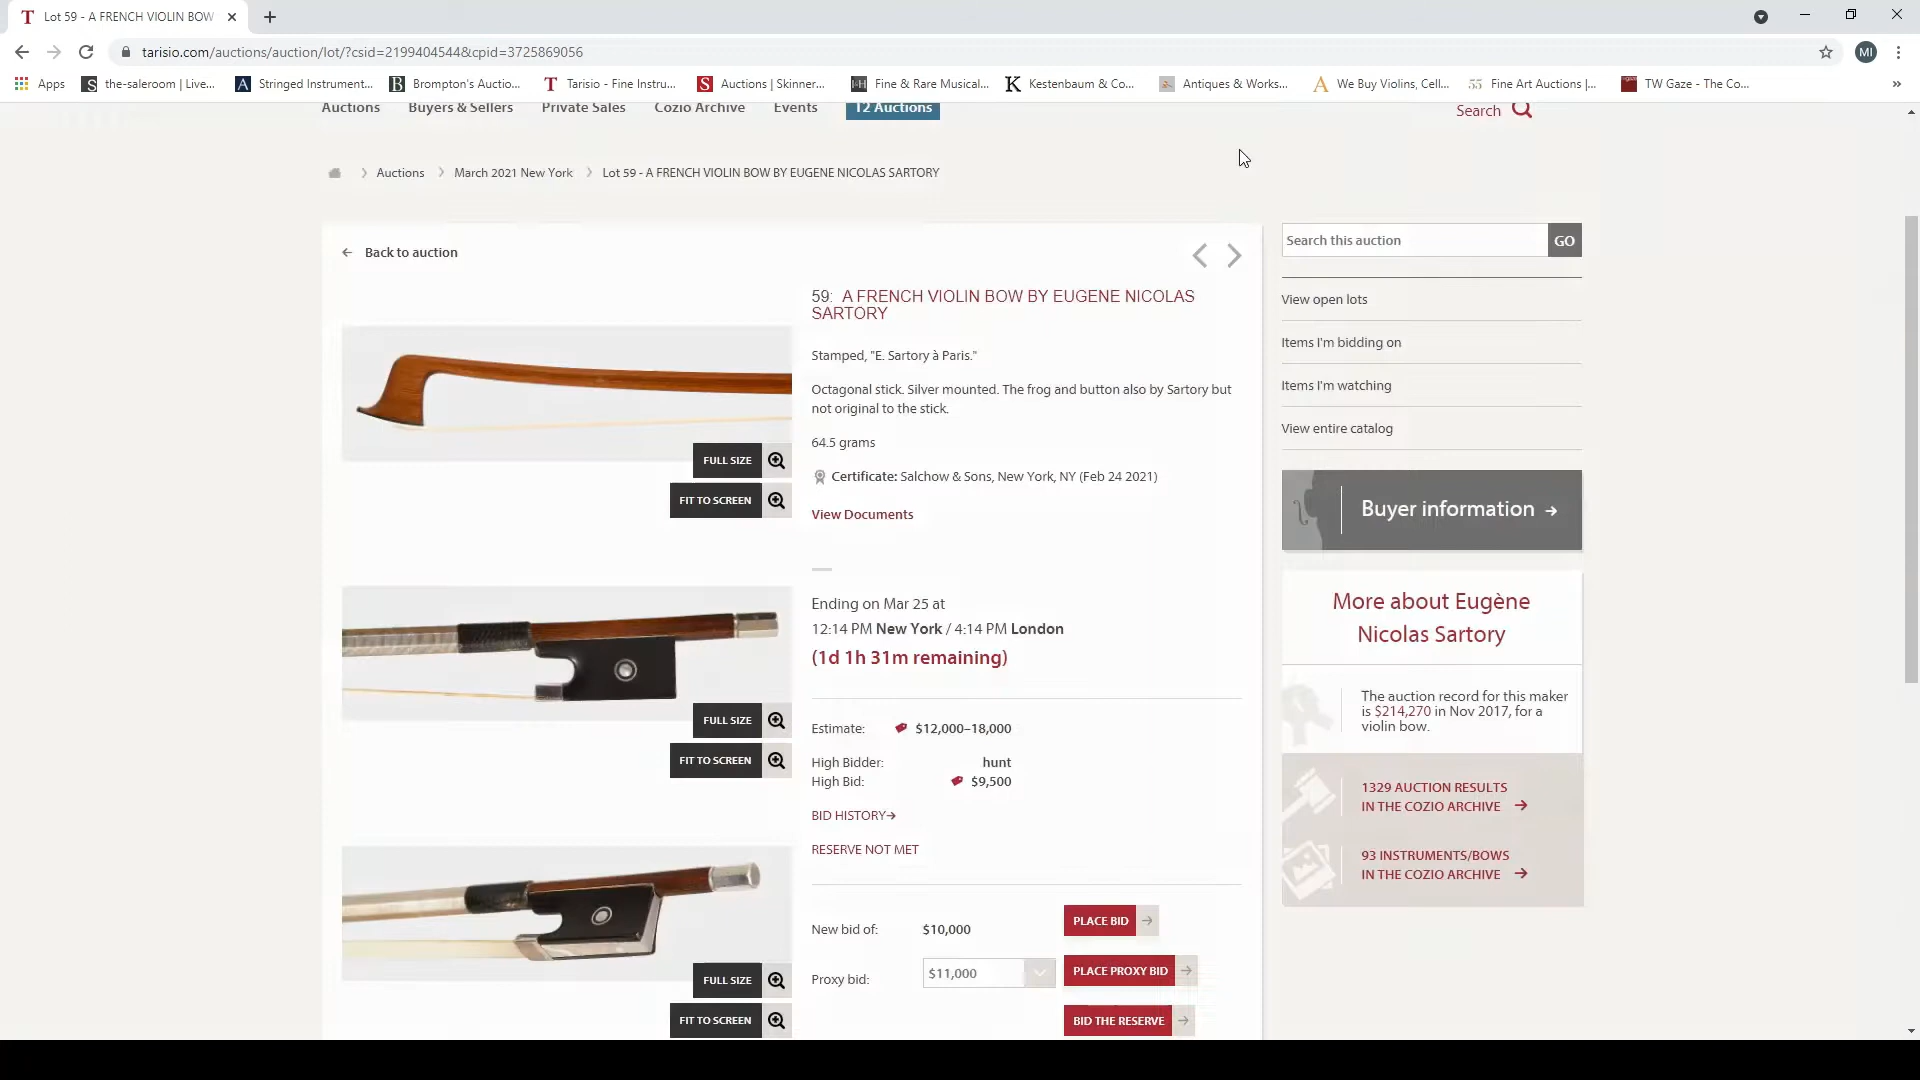 Lot 59 - A FRENCH VIOLIN BOW
tarisio.com/auctions/auction/lot/?csid=2199404544&cpid=3725869056
MI
Apps
the-saleroom | Live...
Stringed Instrument...
Brompton's Auctio...
Tarisio - Fine Instru...
Auctions | Skinner...
Fine & Rare Musical...
Kestenbaum & Co...
Antiques & Works...
We Buy Violins, Cell...
Fine Art Auctions |...
TW Gaze - The Co...
Auctions
Buyers & Sellers
Private Sales
Cozio Archive
Events
T2 Auctions
Search
Auctions
March 2021 New York
Lot 59 - A FRENCH VIOLIN BOW BY EUGENE NICOLAS SARTORY
Back to auction
FULL SIZE
FIT TO SCREEN
FULL SIZE
FIT TO SCREEN
FULL SIZE
FIT TO SCREEN
59: A FRENCH VIOLIN BOW BY EUGENE NICOLAS
SARTORY
Stamped, "E. Sartory à Paris."
Octagonal stick. Silver mounted. The frog and button also by Sartory but
not original to the stick.
64.5 grams
Certificate: Salchow & Sons, New York, NY (Feb 24 2021)
View Documents
Ending on Mar 25 at
12:14 PM New York / 4:14 PM London
(1d 1h 31m remaining)
Estimate: $12,000–18,000
High Bidder: hunt
High Bid: $9,500
BID HISTORY
RESERVE NOT MET
New bid of: $10,000 PLACE BID
Proxy bid: $11,000 PLACE PROXY BID
BID THE RESERVE
Search this auction GO
View open lots
Items I'm bidding on
Items I'm watching
View entire catalog
Buyer information
More about Eugène
Nicolas Sartory
The auction record for this maker
is $214,270 in Nov 2017, for a
violin bow.
1329 AUCTION RESULTS
IN THE COZIO ARCHIVE
93 INSTRUMENTS/BOWS
IN THE COZIO ARCHIVE